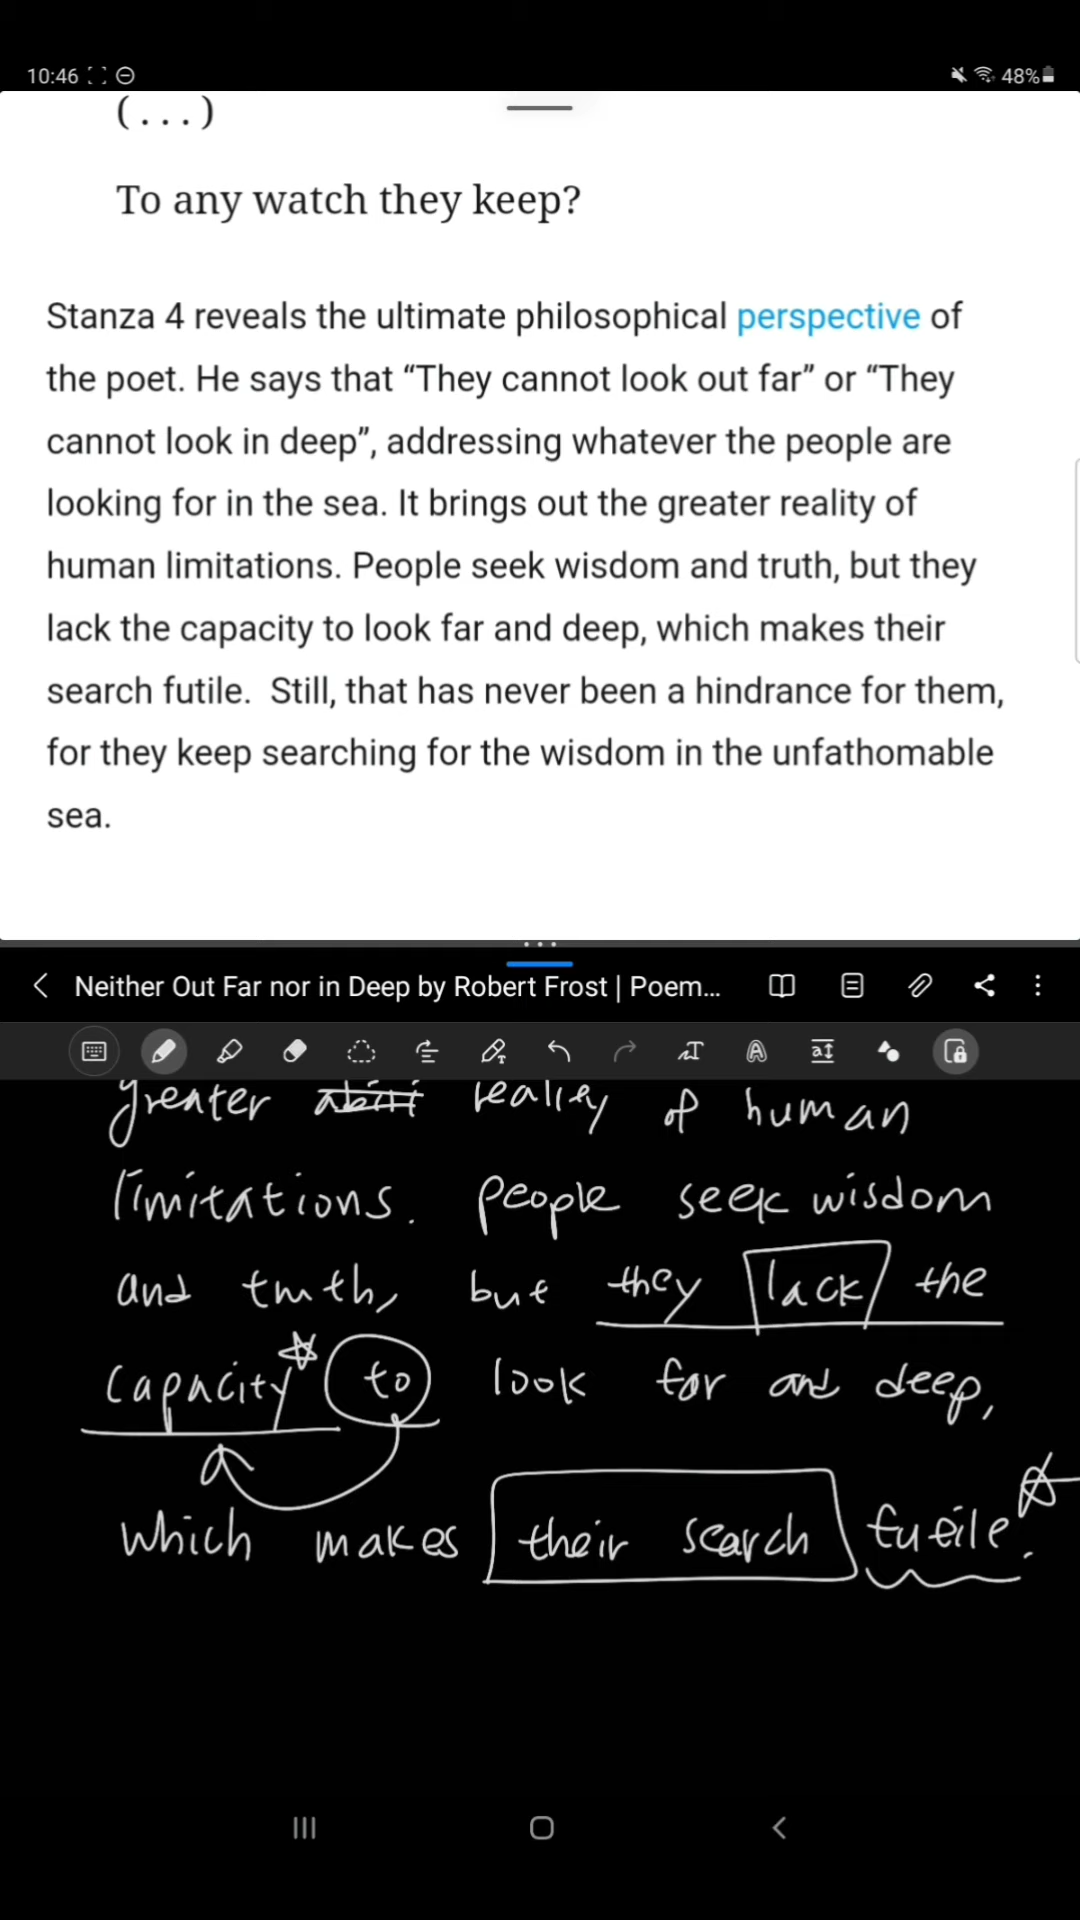 10:46 48%
(...)
To any watch they keep?
Stanza 4 reveals the ultimate philosophical perspective of
the poet. He says that “They cannot look out far” or “They
cannot look in deep”, addressing whatever the people are
looking for in the sea. It brings out the greater reality of
human limitations. People seek wisdom and truth, but they
lack the capacity to look far and deep, which makes their
search futile.  Still, that has never been a hindrance for them,
for they keep searching for the wisdom in the unfathomable
sea.
Neither Out Far nor in Deep by Robert Frost | Poem...
greater reality of human
limitations. people seek wisdom
and truth, but they lack the
capacity to look far and deep,
which makes their search futile.